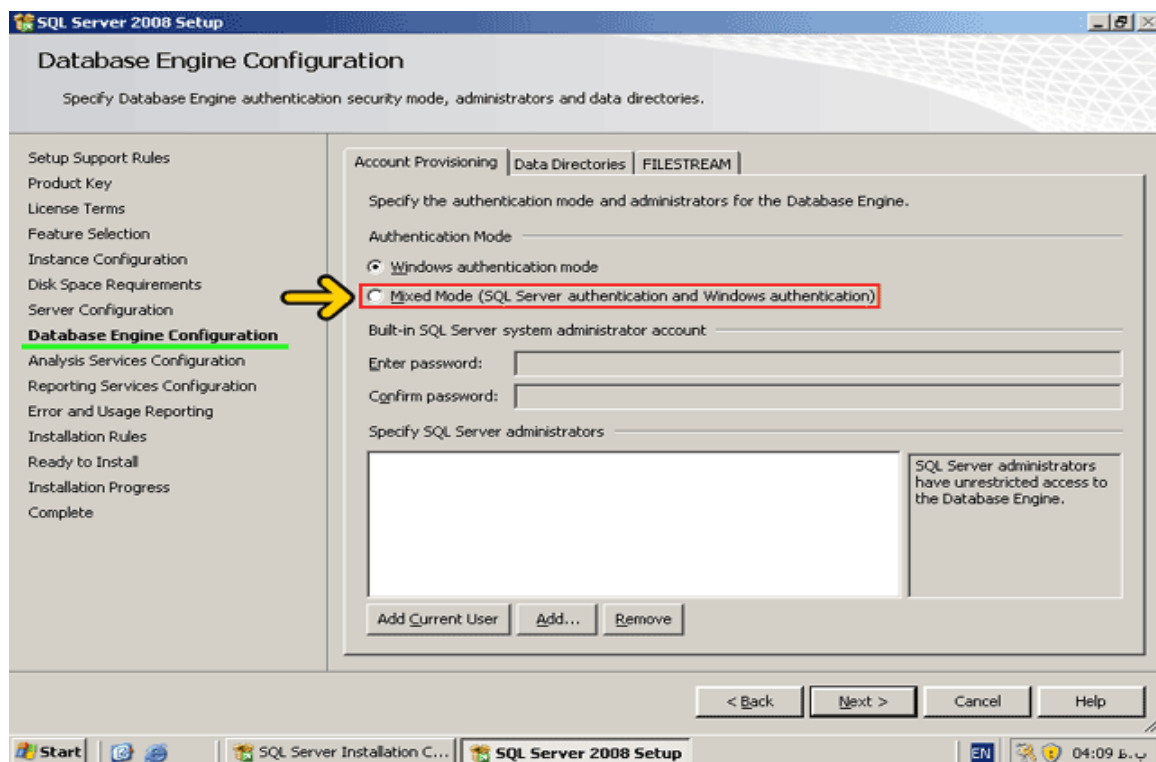 SQL Server 2008 Setup
Database Engine Configuration
Specify Database Engine authentication security mode, administrators and data directories.
Setup Support Rules
Product Key
License Terms
Feature Selection
Instance Configuration
Disk Space Requirements
Server Configuration
Database Engine Configuration
Analysis Services Configuration
Reporting Services Configuration
Error and Usage Reporting
Installation Rules
Ready to Install
Installation Progress
Complete
Account Provisioning
Data Directories
FILESTREAM
Specify the authentication mode and administrators for the Database Engine.
Authentication Mode
Windows authentication mode
Mixed Mode (SQL Server authentication and Windows authentication)
Built-in SQL Server system administrator account
Enter password:
Confirm password:
Specify SQL Server administrators
SQL Server administrators
have unrestricted access to
the Database Engine.
Add Current User
Add...
Remove
< Back
Next >
Cancel
Help
Start
SQL Server Installation C...
SQL Server 2008 Setup
EN
04:09 ب.ظ